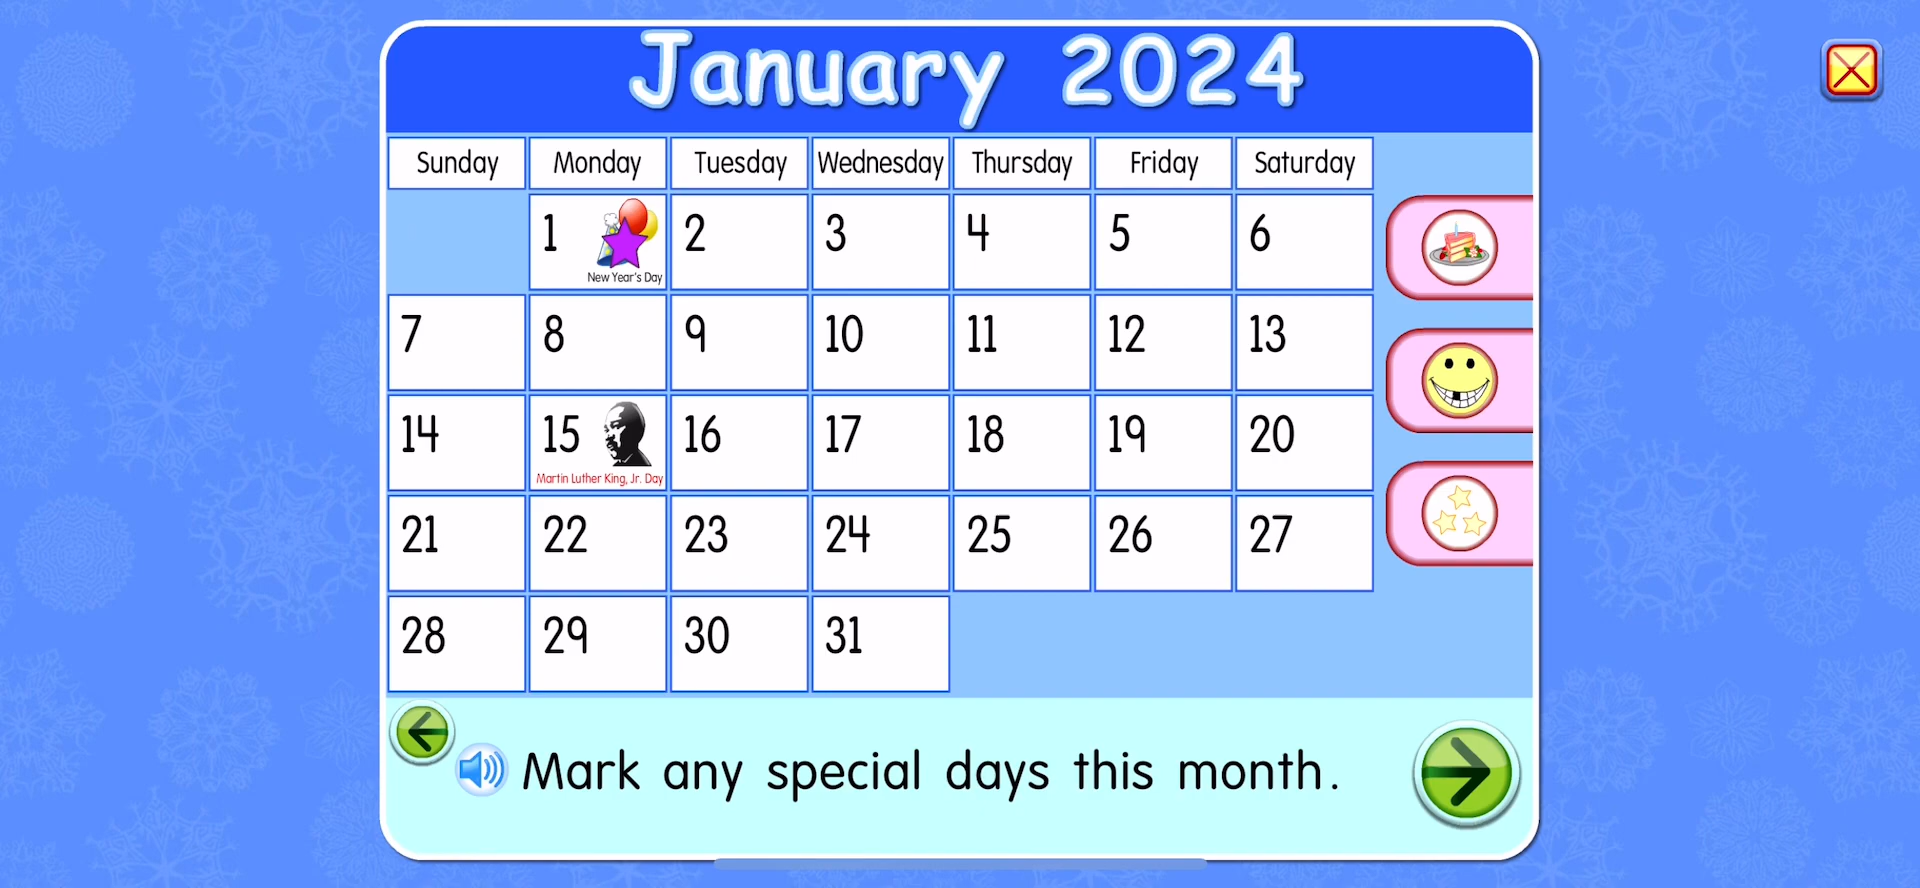 January 2024
Sunday Monday Tuesday Wednesday Thursday Friday Saturday
1 2 3 4 5 6
New Year's Day
7 8 9 10 11 12 13
14 15 16 17 18 19 20
Martin Luther King, Jr. Day
21 22 23 24 25 26 27
28 29 30 31
Mark any special days this month.